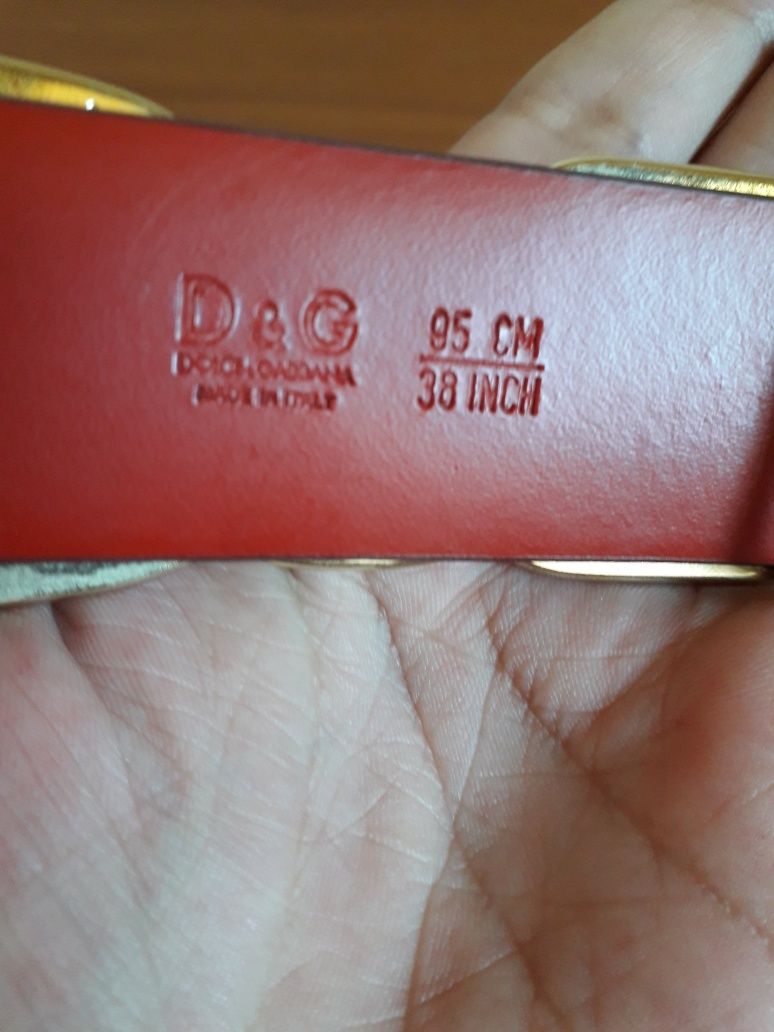 D & G
DOLCE & GABBANA
MADE IN ITALY
95 CM
38 INCH